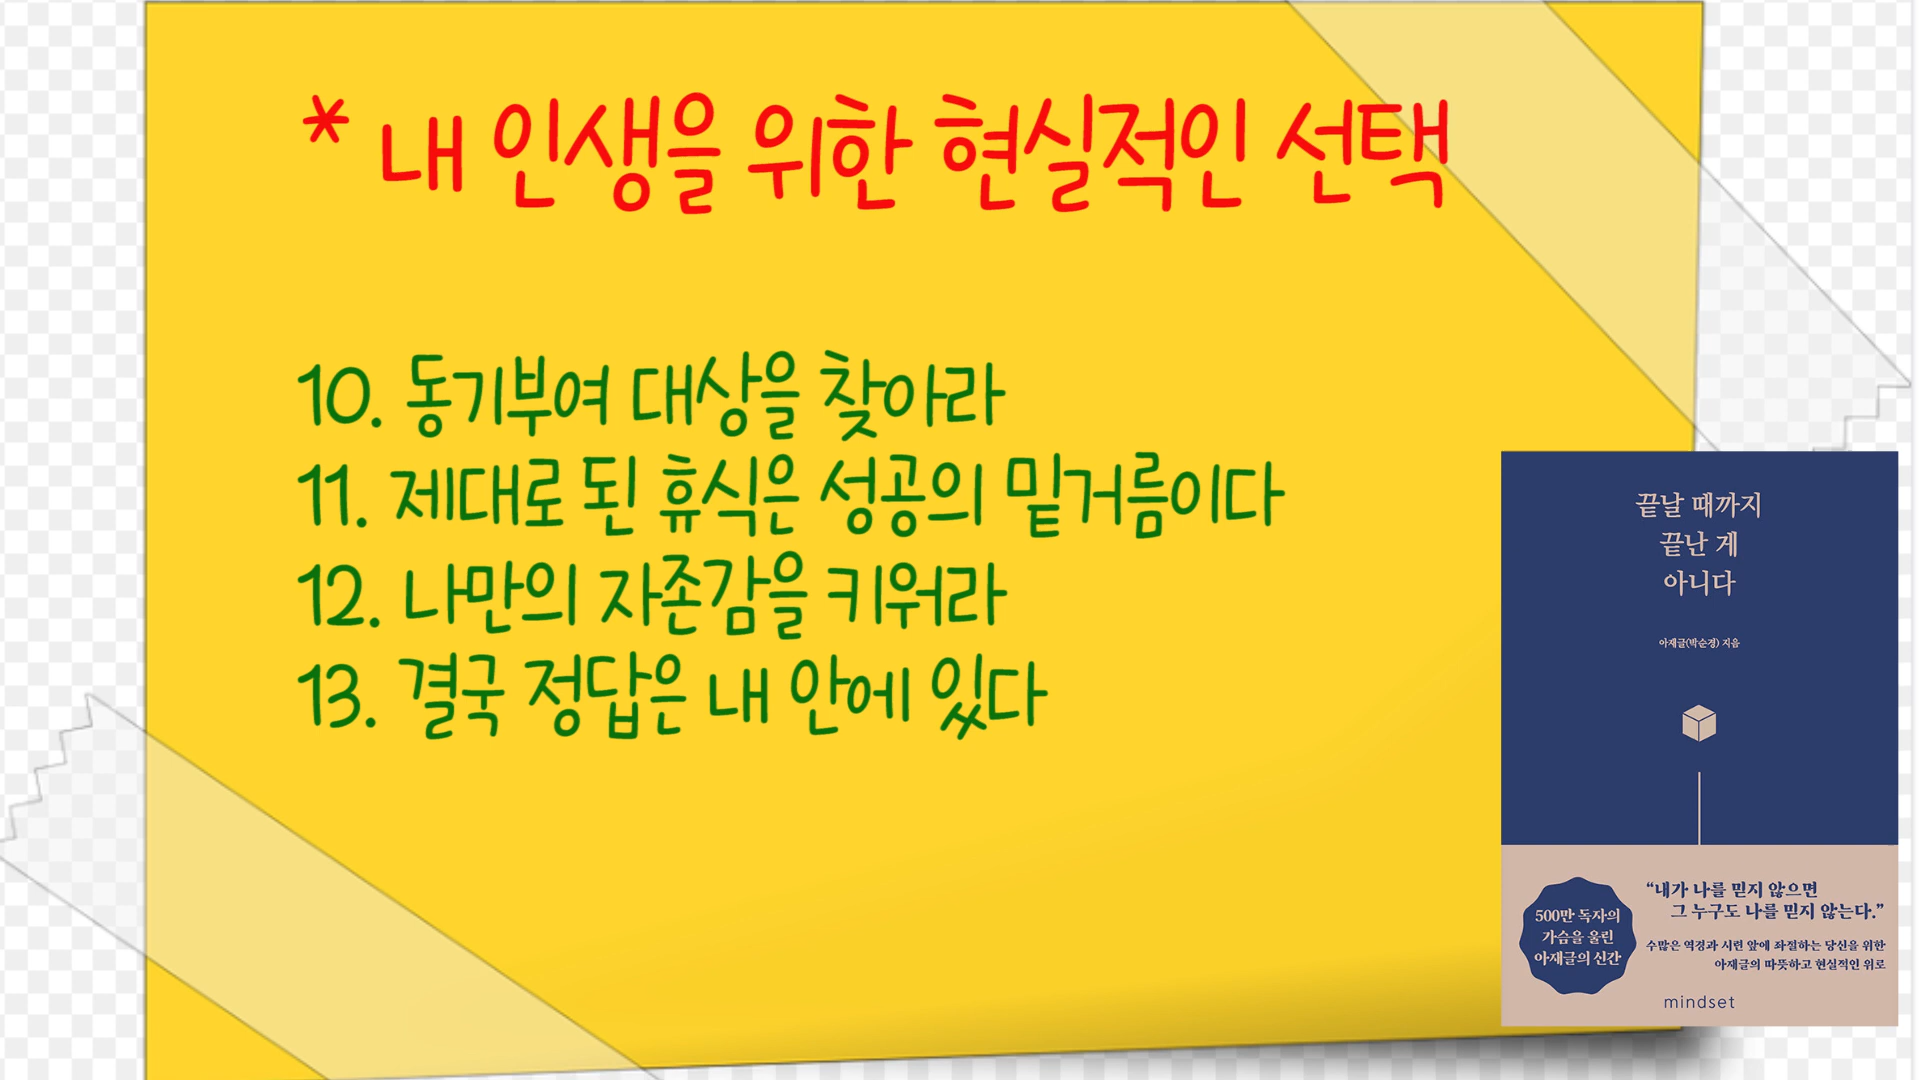 * 내 인생을 위한 현실적인 선택
10. 동기부여 대상을 찾아라
11. 제대로 된 휴식은 성공의 밑거름이다
12. 나만의 자존감을 키워라
13. 결국 정답은 내 안에 있다
끝날 때까지
끝난 게
아니다
아재글(박순경) 지음
500만 독자의
가슴을 울린
아재글의 신간
“내가 나를 믿지 않으면
그 누구도 나를 믿지 않는다.”
수많은 역경과 시련 앞에 좌절하는 당신을 위한
아재글의 따뜻하고 현실적인 위로
mindset